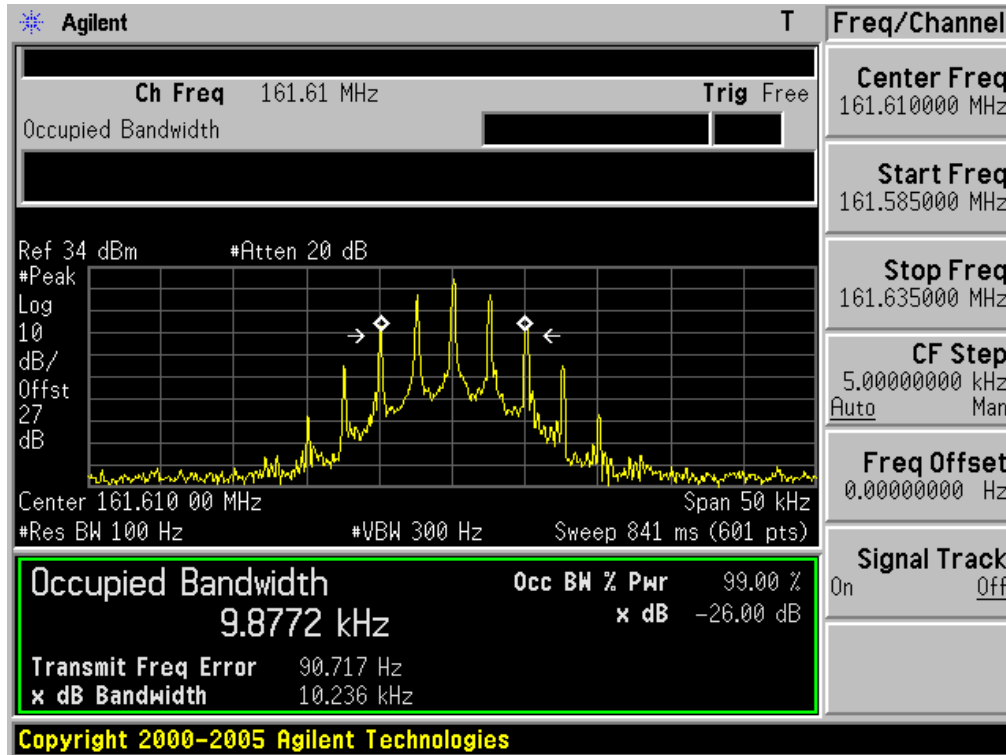 Agilent T
Freq/Channel
Ch Freq 161.61 MHz Trig Free
Occupied Bandwidth
Center Freq
161.610000 MHz
Start Freq
161.585000 MHz
Stop Freq
161.635000 MHz
CF Step
5.00000000 kHz
Auto Man
Freq Offset
0.00000000 Hz
Signal Track
On Off
Ref 34 dBm #Atten 20 dB
#Peak
Log
10
dB/
Offst
27
dB
Center 161.610 00 MHz Span 50 kHz
#Res BW 100 Hz #VBW 300 Hz Sweep 841 ms (601 pts)
Occupied Bandwidth Occ BW % Pwr 99.00 %
9.8772 kHz x dB -26.00 dB
Transmit Freq Error 90.717 Hz
x dB Bandwidth 10.236 kHz
Copyright 2000-2005 Agilent Technologies